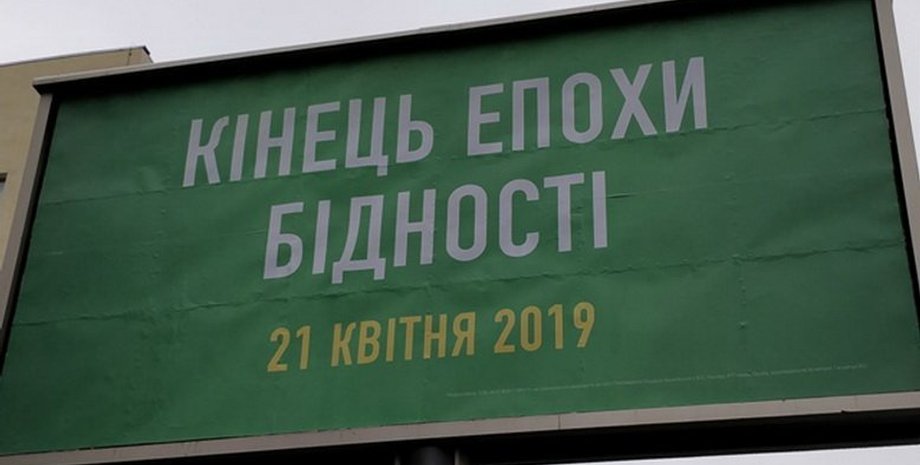 КІНЕЦЬ ЕПОХИ
БІДНОСТІ
21 КВІТНЯ 2019